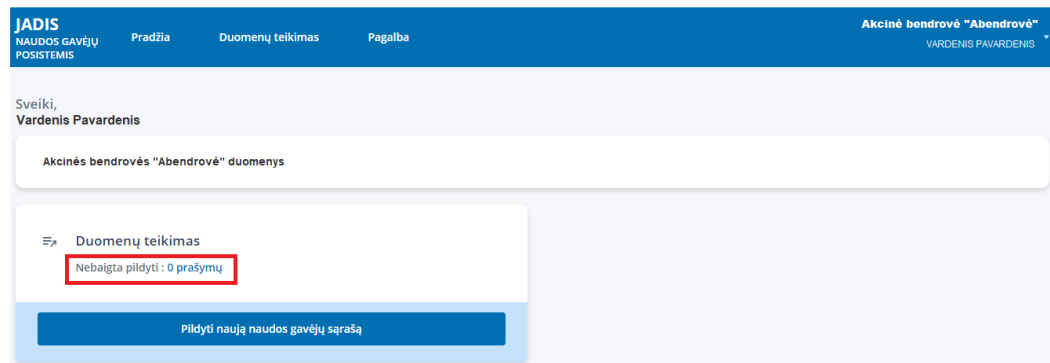 JADIS
NAUDOS GAVĖJŲ
POSISTEMIS
Pradžia
Duomenų teikimas
Pagalba
Akcinė bendrovė "Abendrovė"
VARDENIS PAVARDENIS
Sveiki,
Vardenis Pavardenis
Akcinės bendrovės "Abendrovė" duomenys
Duomenų teikimas
Nebaigta pildyti : 0 prašymų
Pildyti naują naudos gavėjų sąrašą